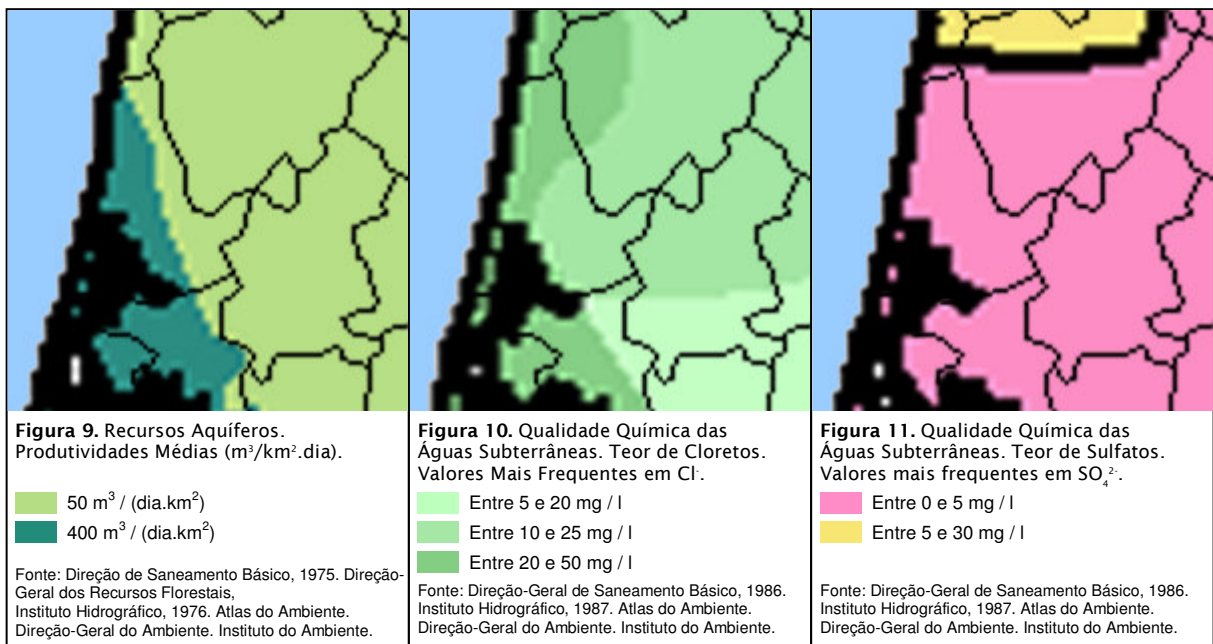 Figura 9. Recursos Aquíferos.
Produtividades Médias (m³/km².dia).
50 m³ / (dia.km²)
400 m³ / (dia.km²)
Fonte: Direção de Saneamento Básico, 1975. Direção-
Geral dos Recursos Florestais,
Instituto Hidrográfico, 1976. Atlas do Ambiente.
Direção-Geral do Ambiente. Instituto do Ambiente.
Figura 10. Qualidade Química das
Águas Subterrâneas. Teor de Cloretos.
Valores Mais Frequentes em Cl⁻.
Entre 5 e 20 mg / l
Entre 10 e 25 mg / l
Entre 20 e 50 mg / l
Fonte: Direção-Geral de Saneamento Básico, 1986.
Instituto Hidrográfico, 1987. Atlas do Ambiente.
Direção-Geral do Ambiente. Instituto do Ambiente.
Figura 11. Qualidade Química das
Águas Subterrâneas. Teor de Sulfatos.
Valores mais frequentes em SO₄²⁻.
Entre 0 e 5 mg / l
Entre 5 e 30 mg / l
Fonte: Direção-Geral de Saneamento Básico, 1986.
Instituto Hidrográfico, 1987. Atlas do Ambiente.
Direção-Geral do Ambiente. Instituto do Ambiente.